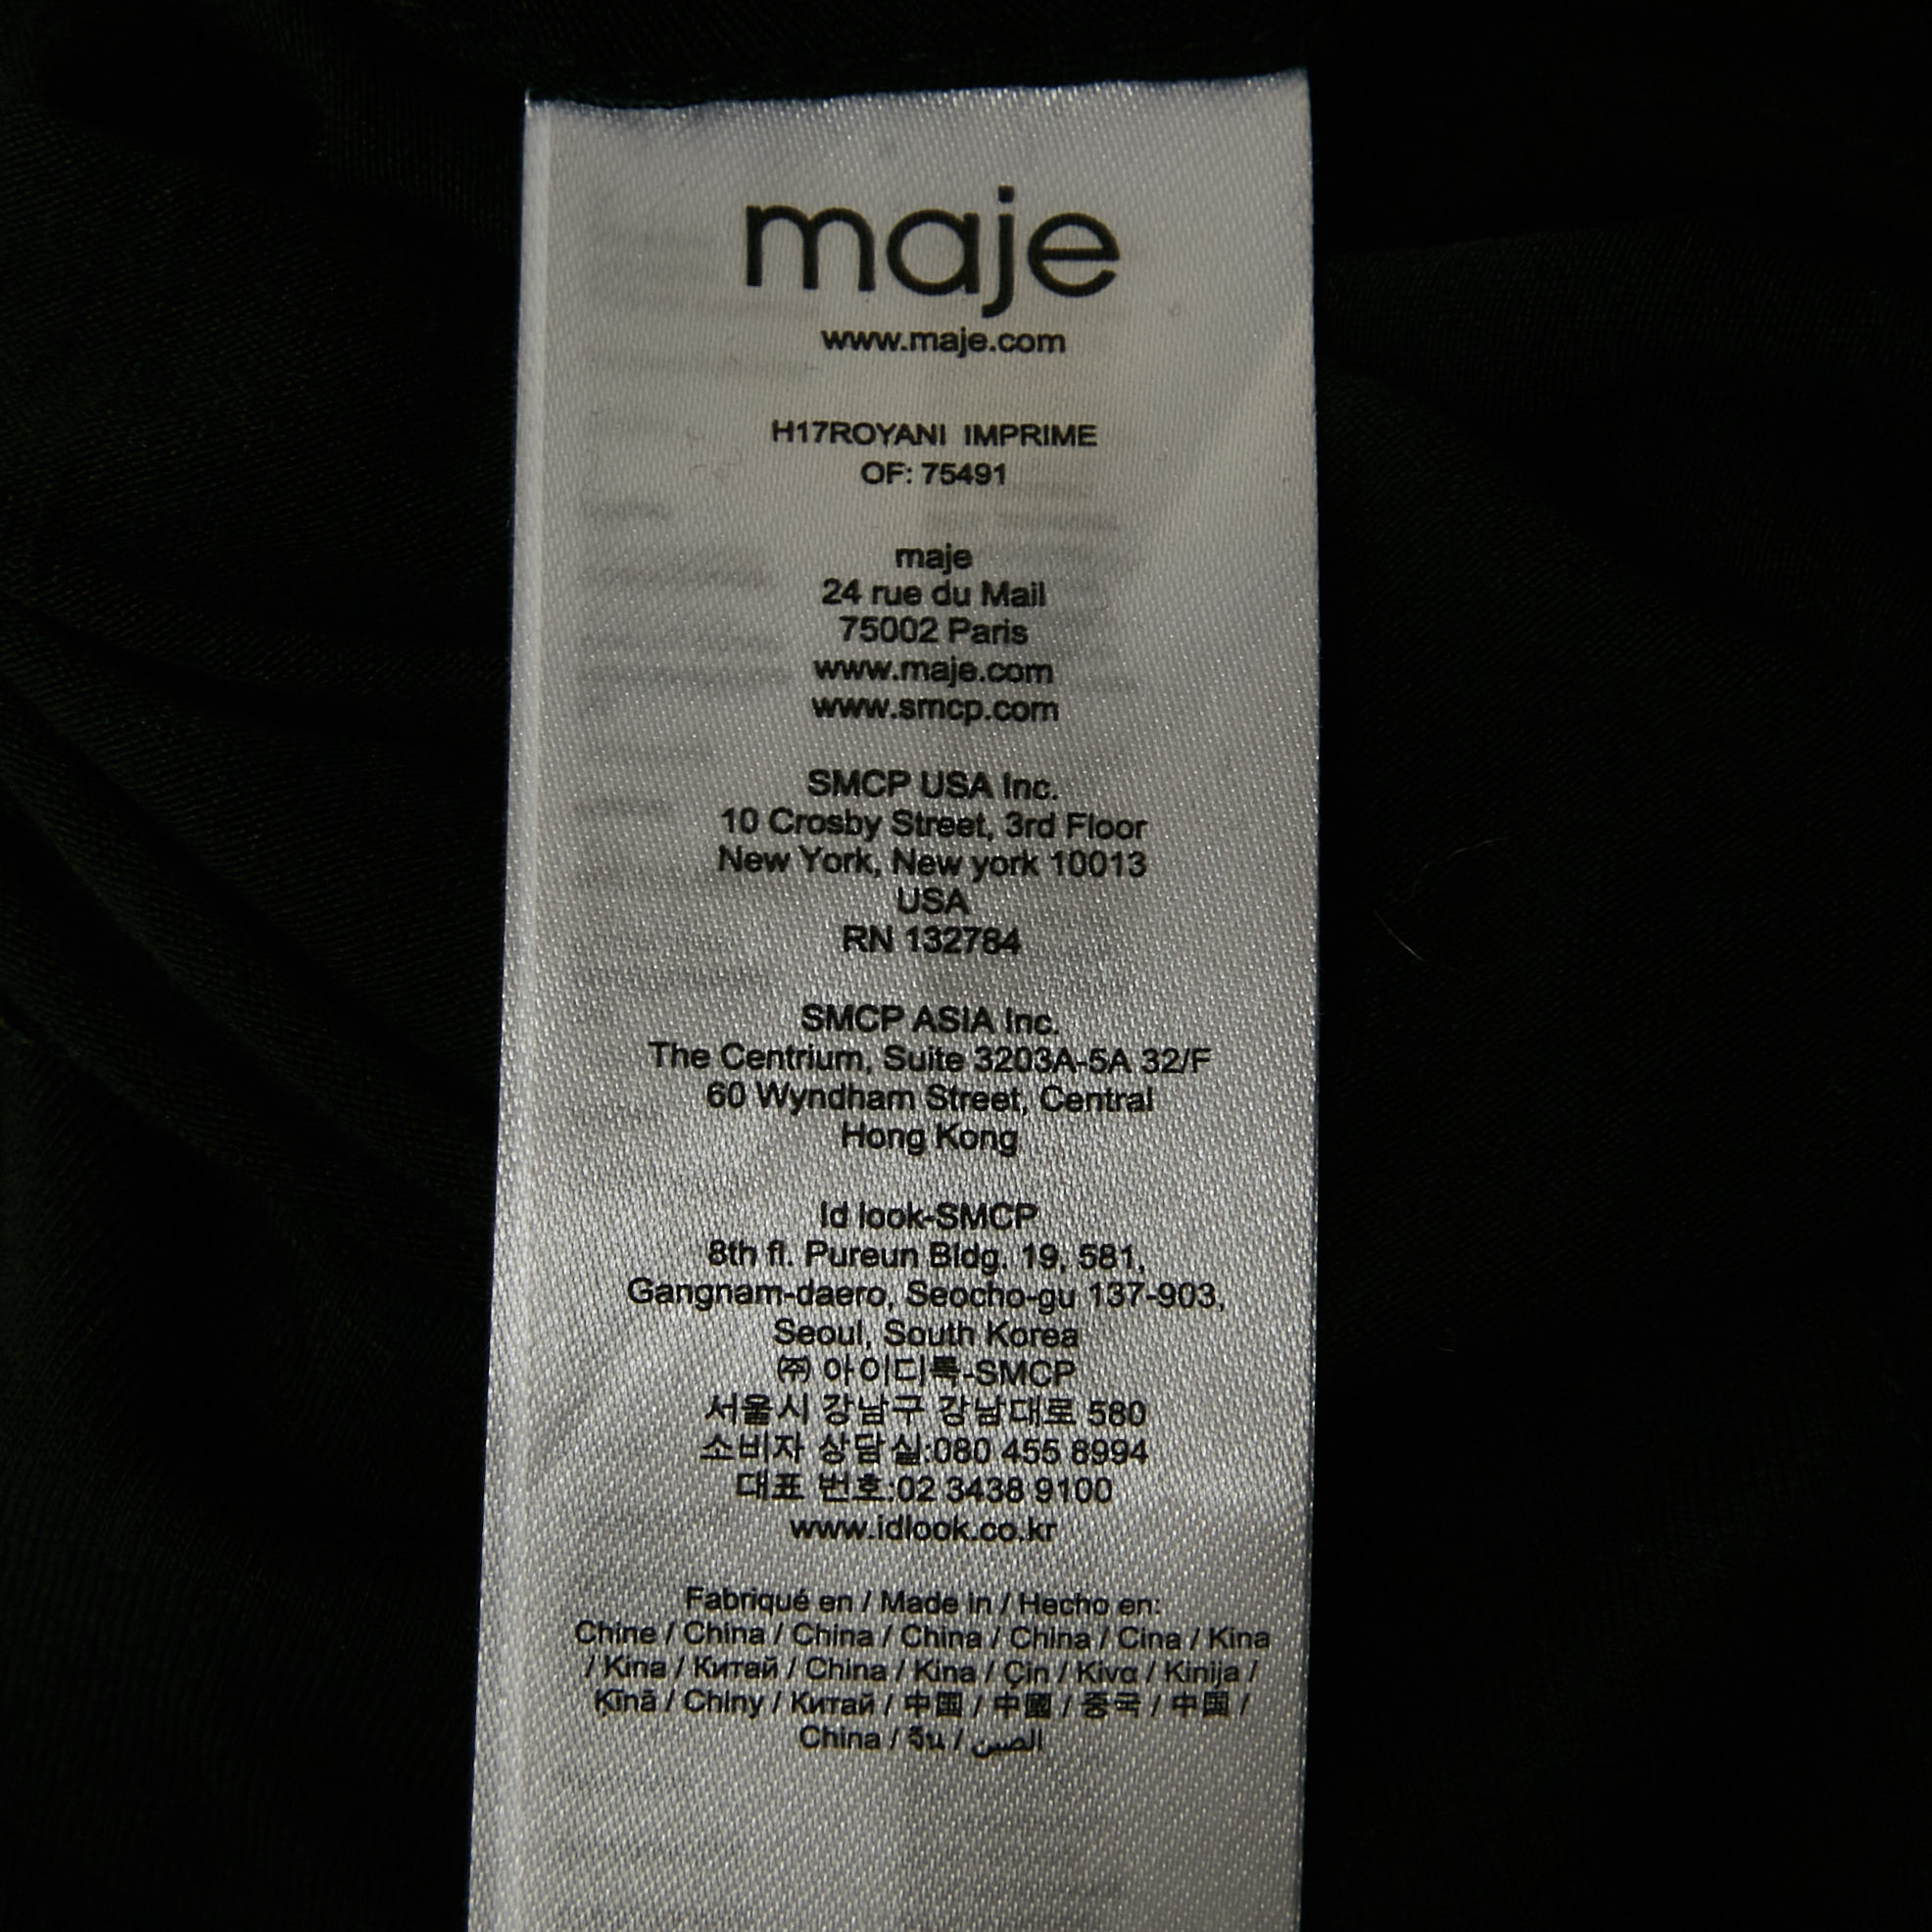 maje
www.maje.com
H17ROYANI IMPRIME
OF: 75491
maje
24 rue du Mail
75002 Paris
www.maje.com
www.smcp.com
SMCP USA Inc.
10 Crosby Street, 3rd Floor
New York, New york 10013
USA
RN 132784
SMCP ASIA Inc.
The Centrium, Suite 3203A-5A 32/F
60 Wyndham Street, Central
Hong Kong
Id look-SMCP
8th fl. Pureun Bldg. 19, 581,
Gangnam-daero, Seocho-gu 137-903,
Seoul, South Korea
㈜ 아이디룩-SMCP
서울시 강남구 강남대로 580
소비자 상담실:080 455 8994
대표 번호:02 3438 9100
www.idlook.co.kr
Fabriqué en / Made in / Hecho en:
Chine / China / China / China / China / Cina / Kina
/ Kina / Китай / China / Kina / Çin / Kίνα / Kinija /
Ķīnā / Chiny / Китай / 中国 / 中國 / 중국 / 中国 /
China / จีน / الصين